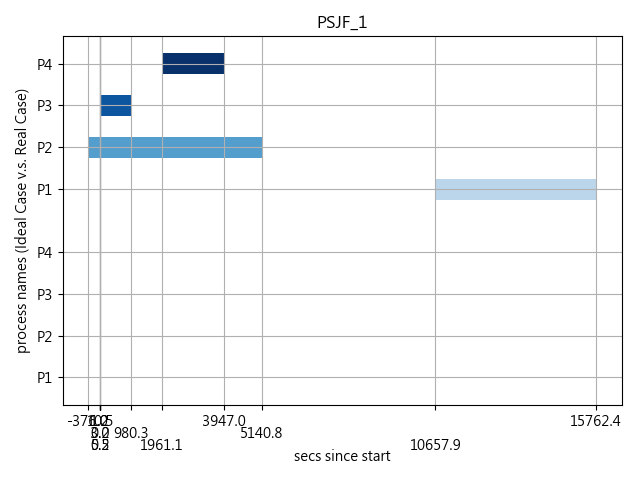 PSJF_1
process names (Ideal Case v.s. Real Case)
P4
P3
P2
P1
P4
P3
P2
P1
3947.0
15762.4
980.3
5140.8
1961.1
10657.9
secs since start